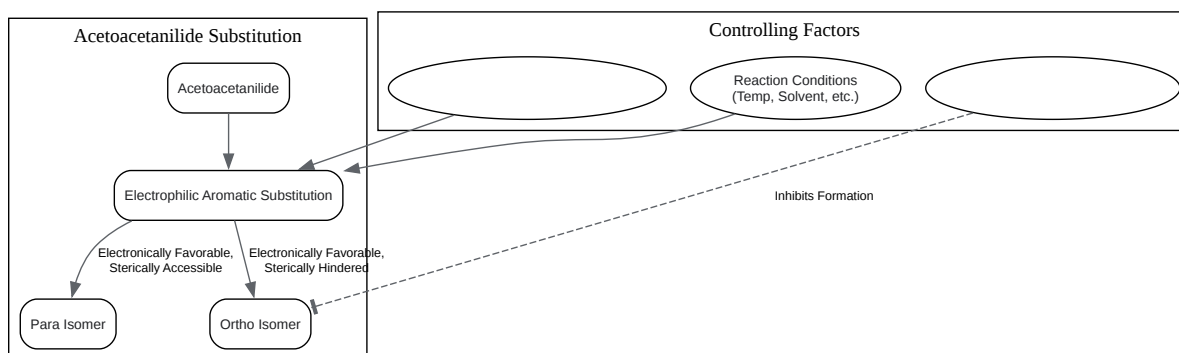 Acetoacetanilide Substitution
Controlling Factors
Acetoacetanilide
Reaction Conditions
(Temp, Solvent, etc.)
Electrophilic Aromatic Substitution
Inhibits Formation
Electronically Favorable,
Sterically Accessible
Electronically Favorable,
Sterically Hindered
Para Isomer
Ortho Isomer